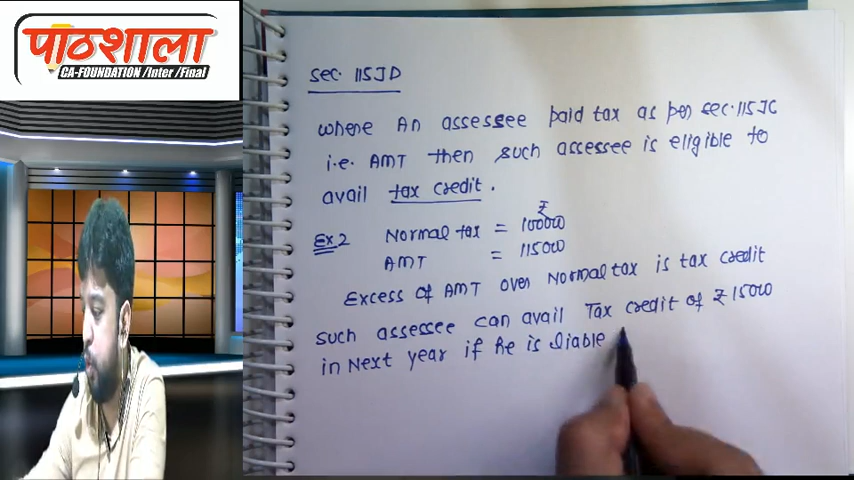 पाठशाला
CA-FOUNDATION /Inter /Final
Sec. 115JD
where An assessee paid tax as per sec. 115JC
i.e. AMT then such assessee is eligible to
avail tax credit.
₹
Ex.2 Normal tax = 100000
AMT = 115000
Excess of AMT over Normal tax is tax credit
such assessee can avail Tax credit of ₹ 15000
in Next year if he is liable